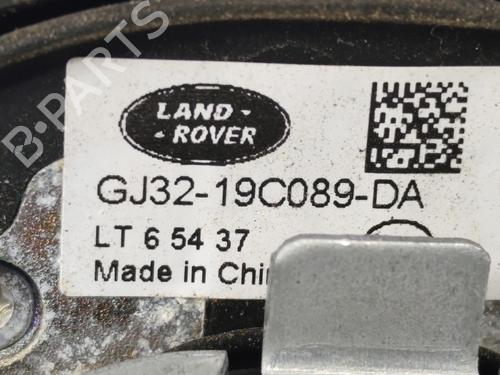 LAND-
-ROVER
GJ32-19C089-DA
LT 6 54 37
Made in Chin
B-PARTS